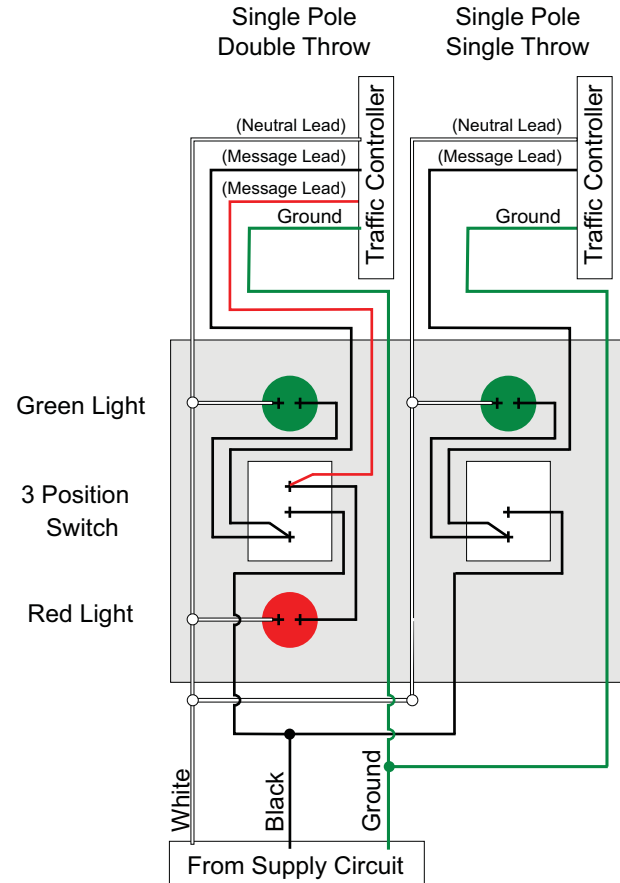 Single Pole
Double Throw
Single Pole
Single Throw
(Neutral Lead)
(Message Lead)
(Message Lead)
Ground
Traffic Controller
(Neutral Lead)
(Message Lead)
Ground
Traffic Controller
Green Light
3 Position
Switch
Red Light
White
Black
Ground
From Supply Circuit